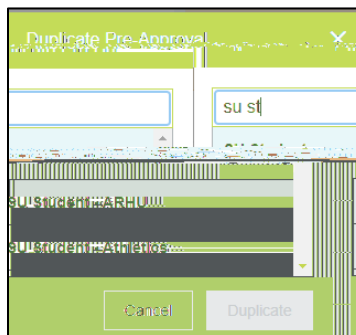 Duplicate Pre-Approval
su st
SU Student - ARHU
SU Student - Athletics
Cancel
Duplicate